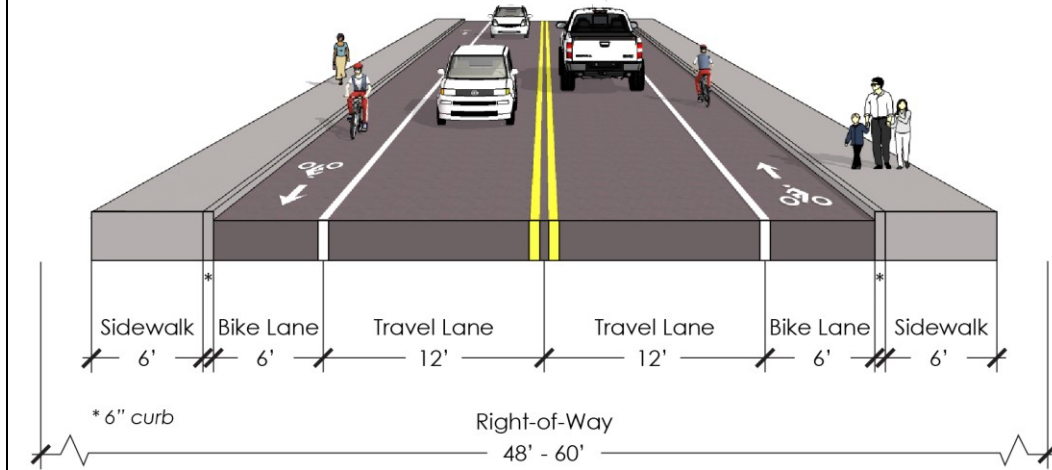 * *
Sidewalk Bike Lane Travel Lane Travel Lane Bike Lane Sidewalk
6' 6' 12' 12' 6' 6'
* 6" curb
Right-of-Way
48' - 60'